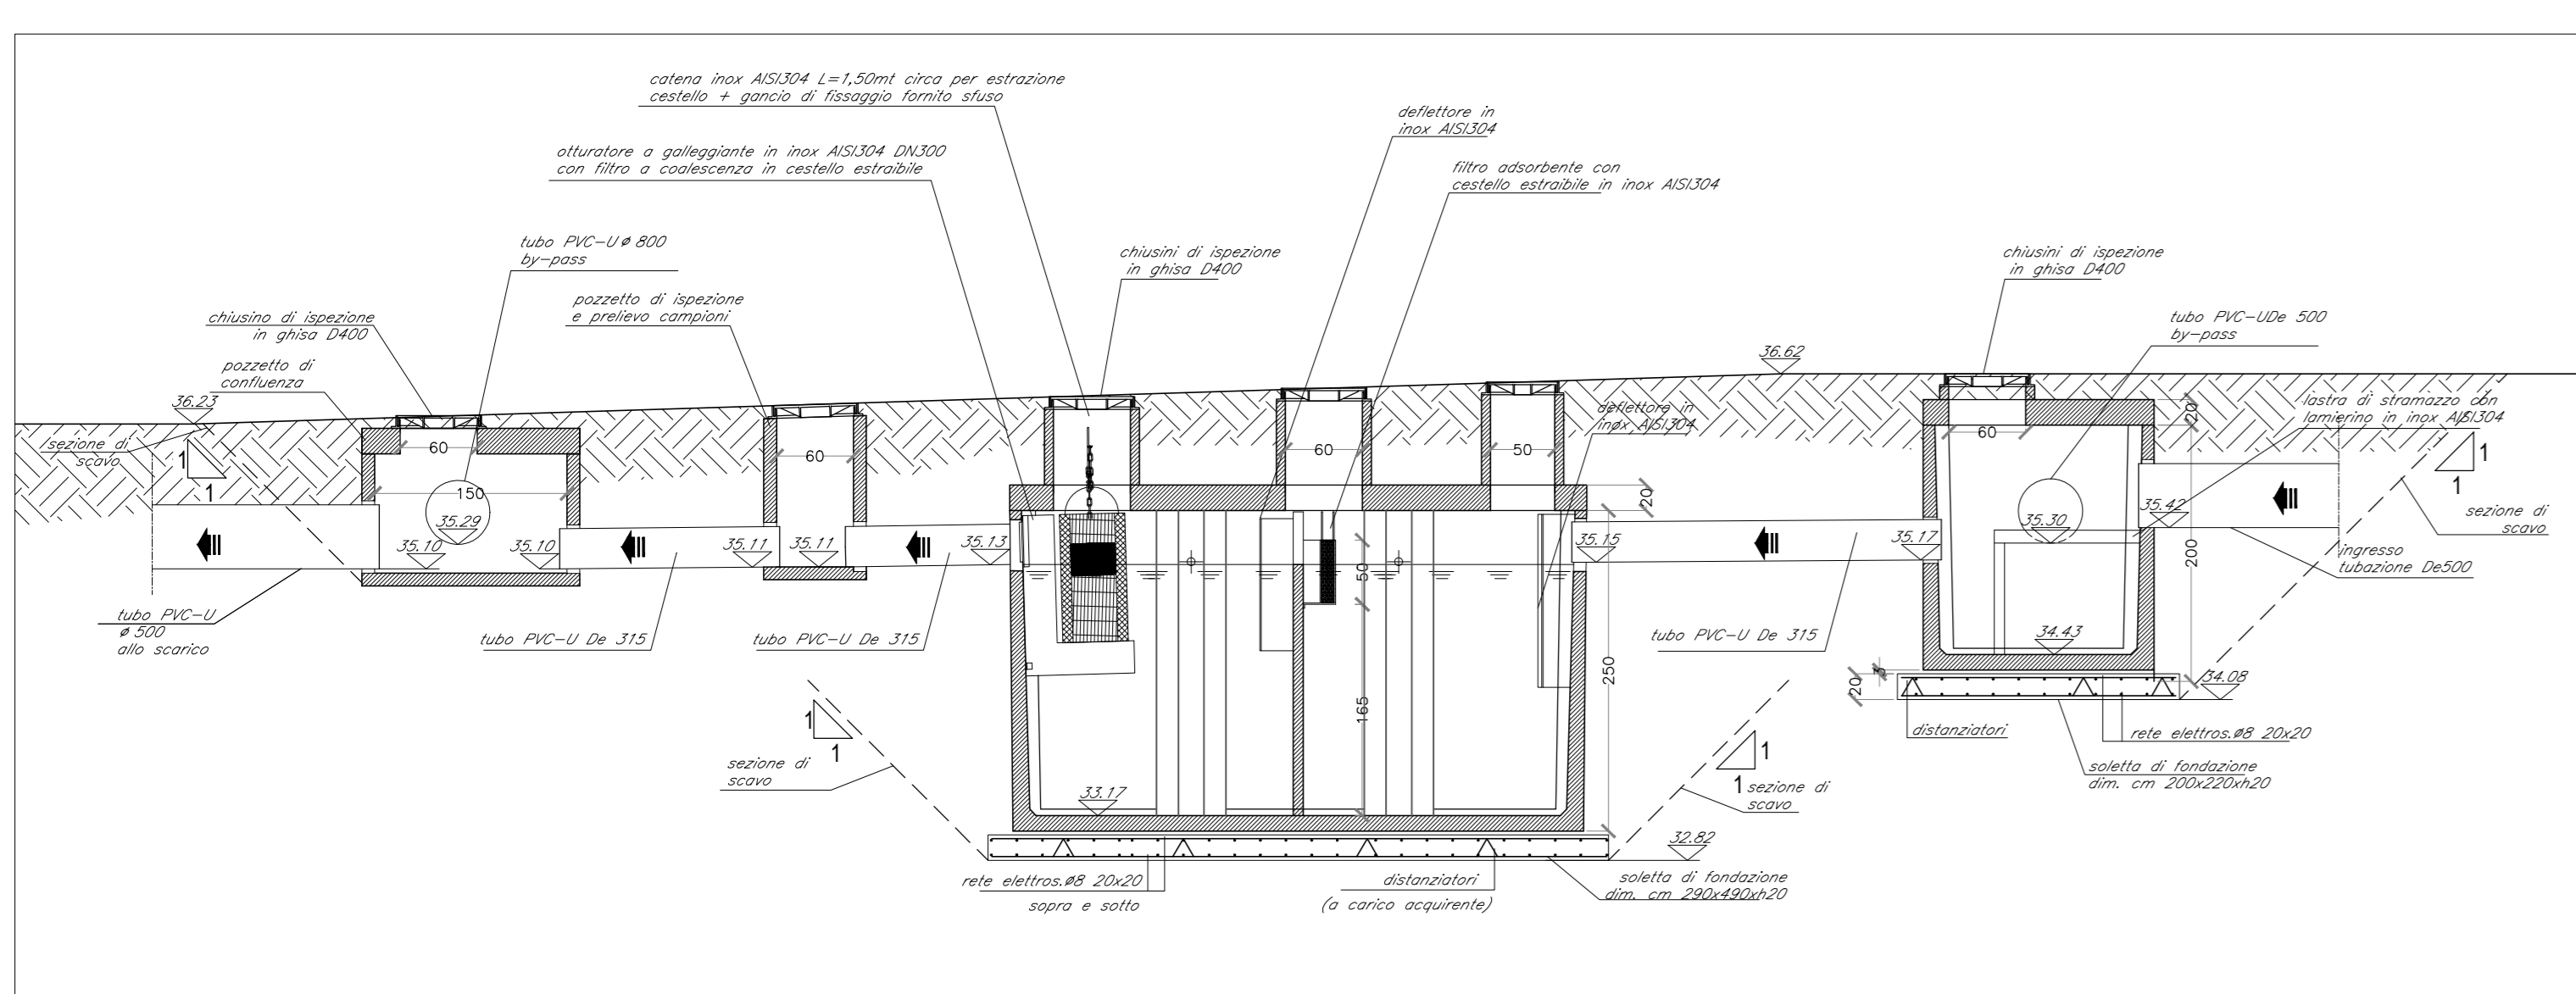 catena inox AISI304 L=1,50mt circa per estrazione
cestello + gancio di fissaggio fornito sfuso
deflettore in
inox AISI304
otturatore a galleggiante in inox AISI304 DN300
con filtro a coalescenza in cestello estraibile
filtro adsorbente con
cestello estraibile in inox AISI304
tubo PVC-U ø 800
by-pass
chiusini di ispezione
in ghisa D400
chiusini di ispezione
in ghisa D400
pozzetto di ispezione
e prelievo campioni
chiusino di ispezione
in ghisa D400
tubo PVC-UDe 500
by-pass
pozzetto di
confluenza
36.62
36.23
sezione di
scavo
1
1
60
150
35.29
35.10
35.10
60
35.11
35.11
35.13
60
50
deflettore in
inox AISI304
20
35.15
35.17
60
20
lastra di stramazzo con
lamierino in inox AISI304
35.42
35.30
200
1
1
sezione di
scavo
ingresso
tubazione De500
tubo PVC-U
ø 500
allo scarico
tubo PVC-U De 315
tubo PVC-U De 315
tubo PVC-U De 315
50
250
165
34.43
5
20
34.08
distanziatori
rete elettros.ø8 20x20
soletta di fondazione
dim. cm 200x220xh20
1
1
sezione di
scavo
33.17
1
1
sezione di
scavo
32.82
rete elettros.ø8 20x20
sopra e sotto
distanziatori
(a carico acquirente)
soletta di fondazione
dim. cm 290x490xh20